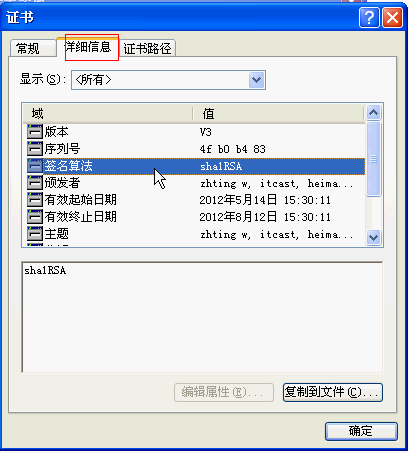 证书
常规 详细信息 证书路径
显示(S): <所有>
域 值
版本 V3
序列号 4f b0 b4 83
签名算法 sha1RSA
颁发者 zhting w, itcast, heima...
有效起始日期 2012年5月14日 15:30:11
有效终止日期 2012年8月12日 15:30:11
主题 zhting w, itcast, heima...
sha1RSA
编辑属性(E)... 复制到文件(C)...
确定